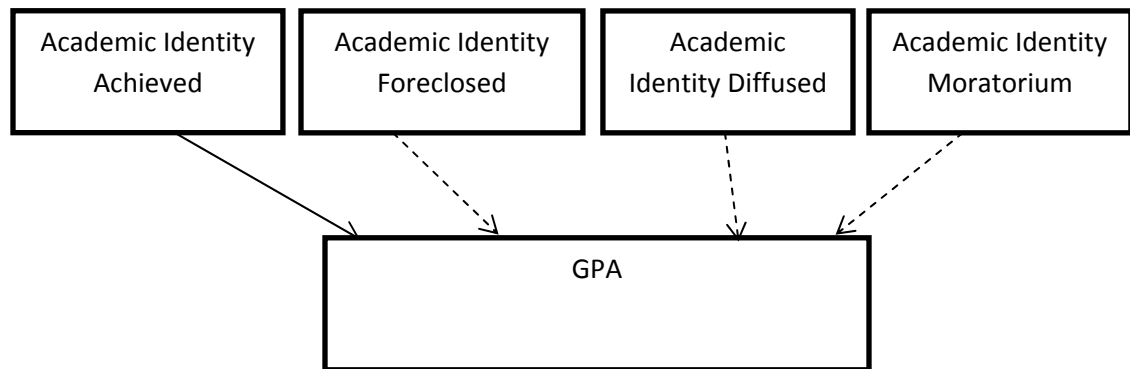 Academic Identity
Achieved
Academic Identity
Foreclosed
Academic
Identity Diffused
Academic Identity
Moratorium
GPA